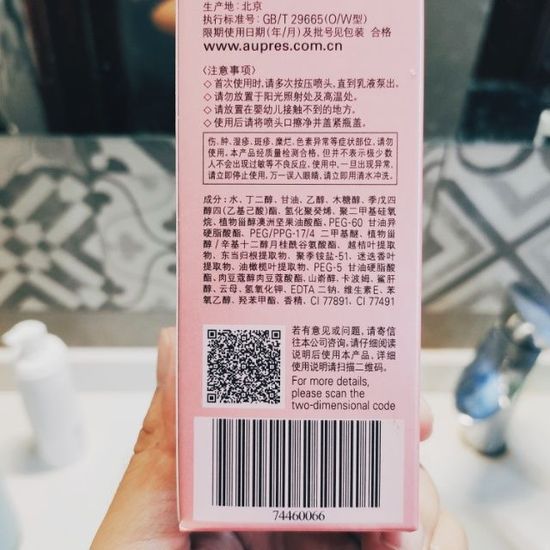 生产地: 北京
执行标准号: GB/T 29665(O/W型)
限期使用日期(年/月)及批号见包装 合格
www.aupres.com.cn
〈注意事项〉
◇ 首次使用时,请多次按压喷头,直到乳液泵出。
◇ 请勿放置于阳光照射处及高温处。
◇ 请放置在婴幼儿接触不到的地方。
◇ 使用后请将喷头口擦净并盖紧瓶盖。
伤、肿、湿疹、斑疹、糜烂、色素异常等症状部位,请勿使
用。本产品经质量检测合格,但并不表示极少数
人不会出现过敏等不良反应。使用中,一旦出现异常,
请立即停止使用。万一误入眼睛,请立即用清水冲洗。
成分: 水、丁二醇、甘油、乙醇、木糖醇、季戊四
醇四(乙基己酸)酯、氢化聚癸烯、聚二甲基硅氧
烷、植物甾醇澳洲坚果油酸酯、PEG-60 甘油异
硬脂酸酯、PEG/PPG-17/4 二甲基醚、植物甾
醇/辛基十二醇月桂酰谷氨酸酯、越桔叶提取
物、东当归根提取物、聚季铵盐-51、迷迭香叶
提取物、油橄榄叶提取物、PEG-5 甘油硬脂酸
酯、肉豆蔻醇肉豆蔻酸酯、山嵛醇、卡波姆、鲨肝
醇、云母、氢氧化钾、EDTA 二钠、维生素E、苯
氧乙醇、羟苯甲酯、香精、CI 77891、CI 77491
若有意见或问题,请寄信
往本公司咨询。请仔细阅读
说明后使用本产品,详细
使用说明请扫描二维码。
For more details,
please scan the
two-dimensional code
74460066